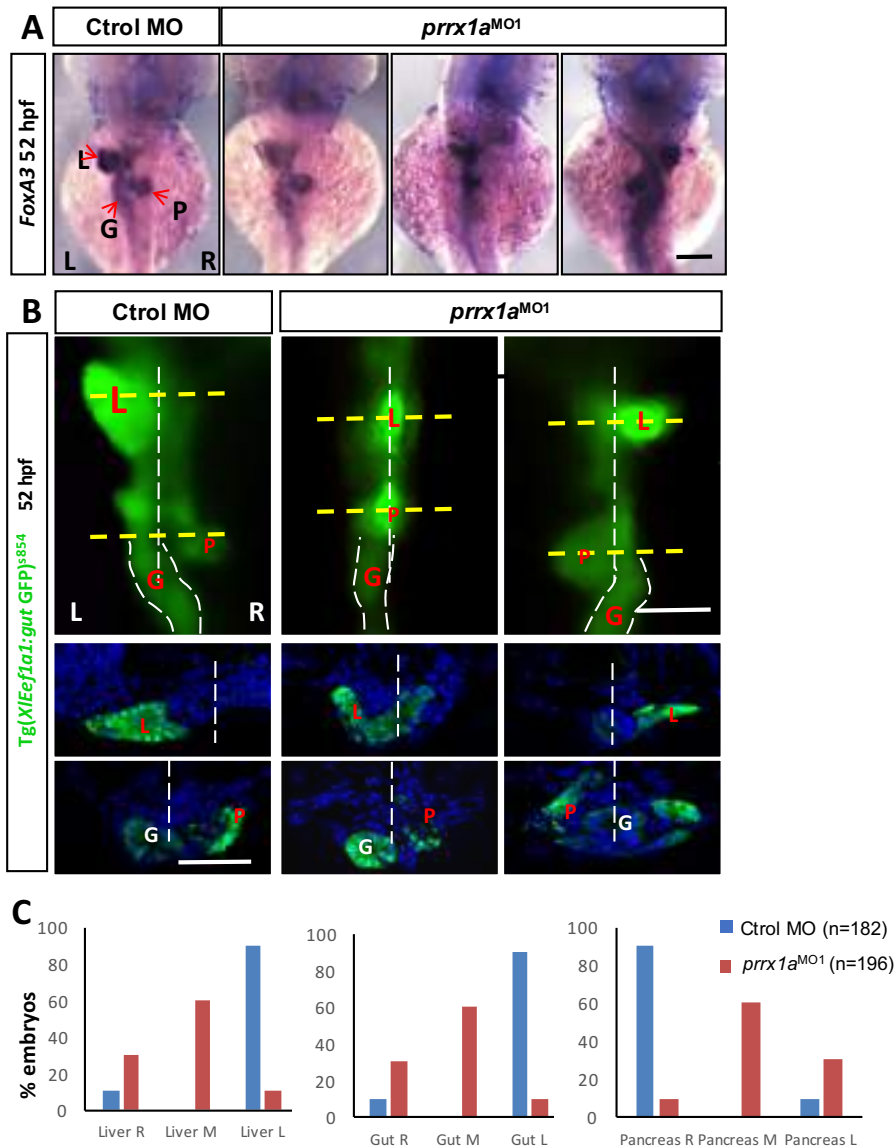 A
Ctrol MO
prrx1aMO1
FoxA3 52 hpf
L
G
P
L
R
B
Ctrol MO
prrx1aMO1
Tg(XlEef1a1:gut GFP)s854 52 hpf
L
P
G
L
R
L
P
G
L
P
G
L
L
L
G
P
G
P
P
G
C
% embryos
100
80
60
40
20
0
Liver R Liver M Liver L
100
80
60
40
20
0
Gut R Gut M Gut L
100
80
60
40
20
0
Pancreas R Pancreas M Pancreas L
Ctrol MO (n=182)
prrx1aMO1 (n=196)